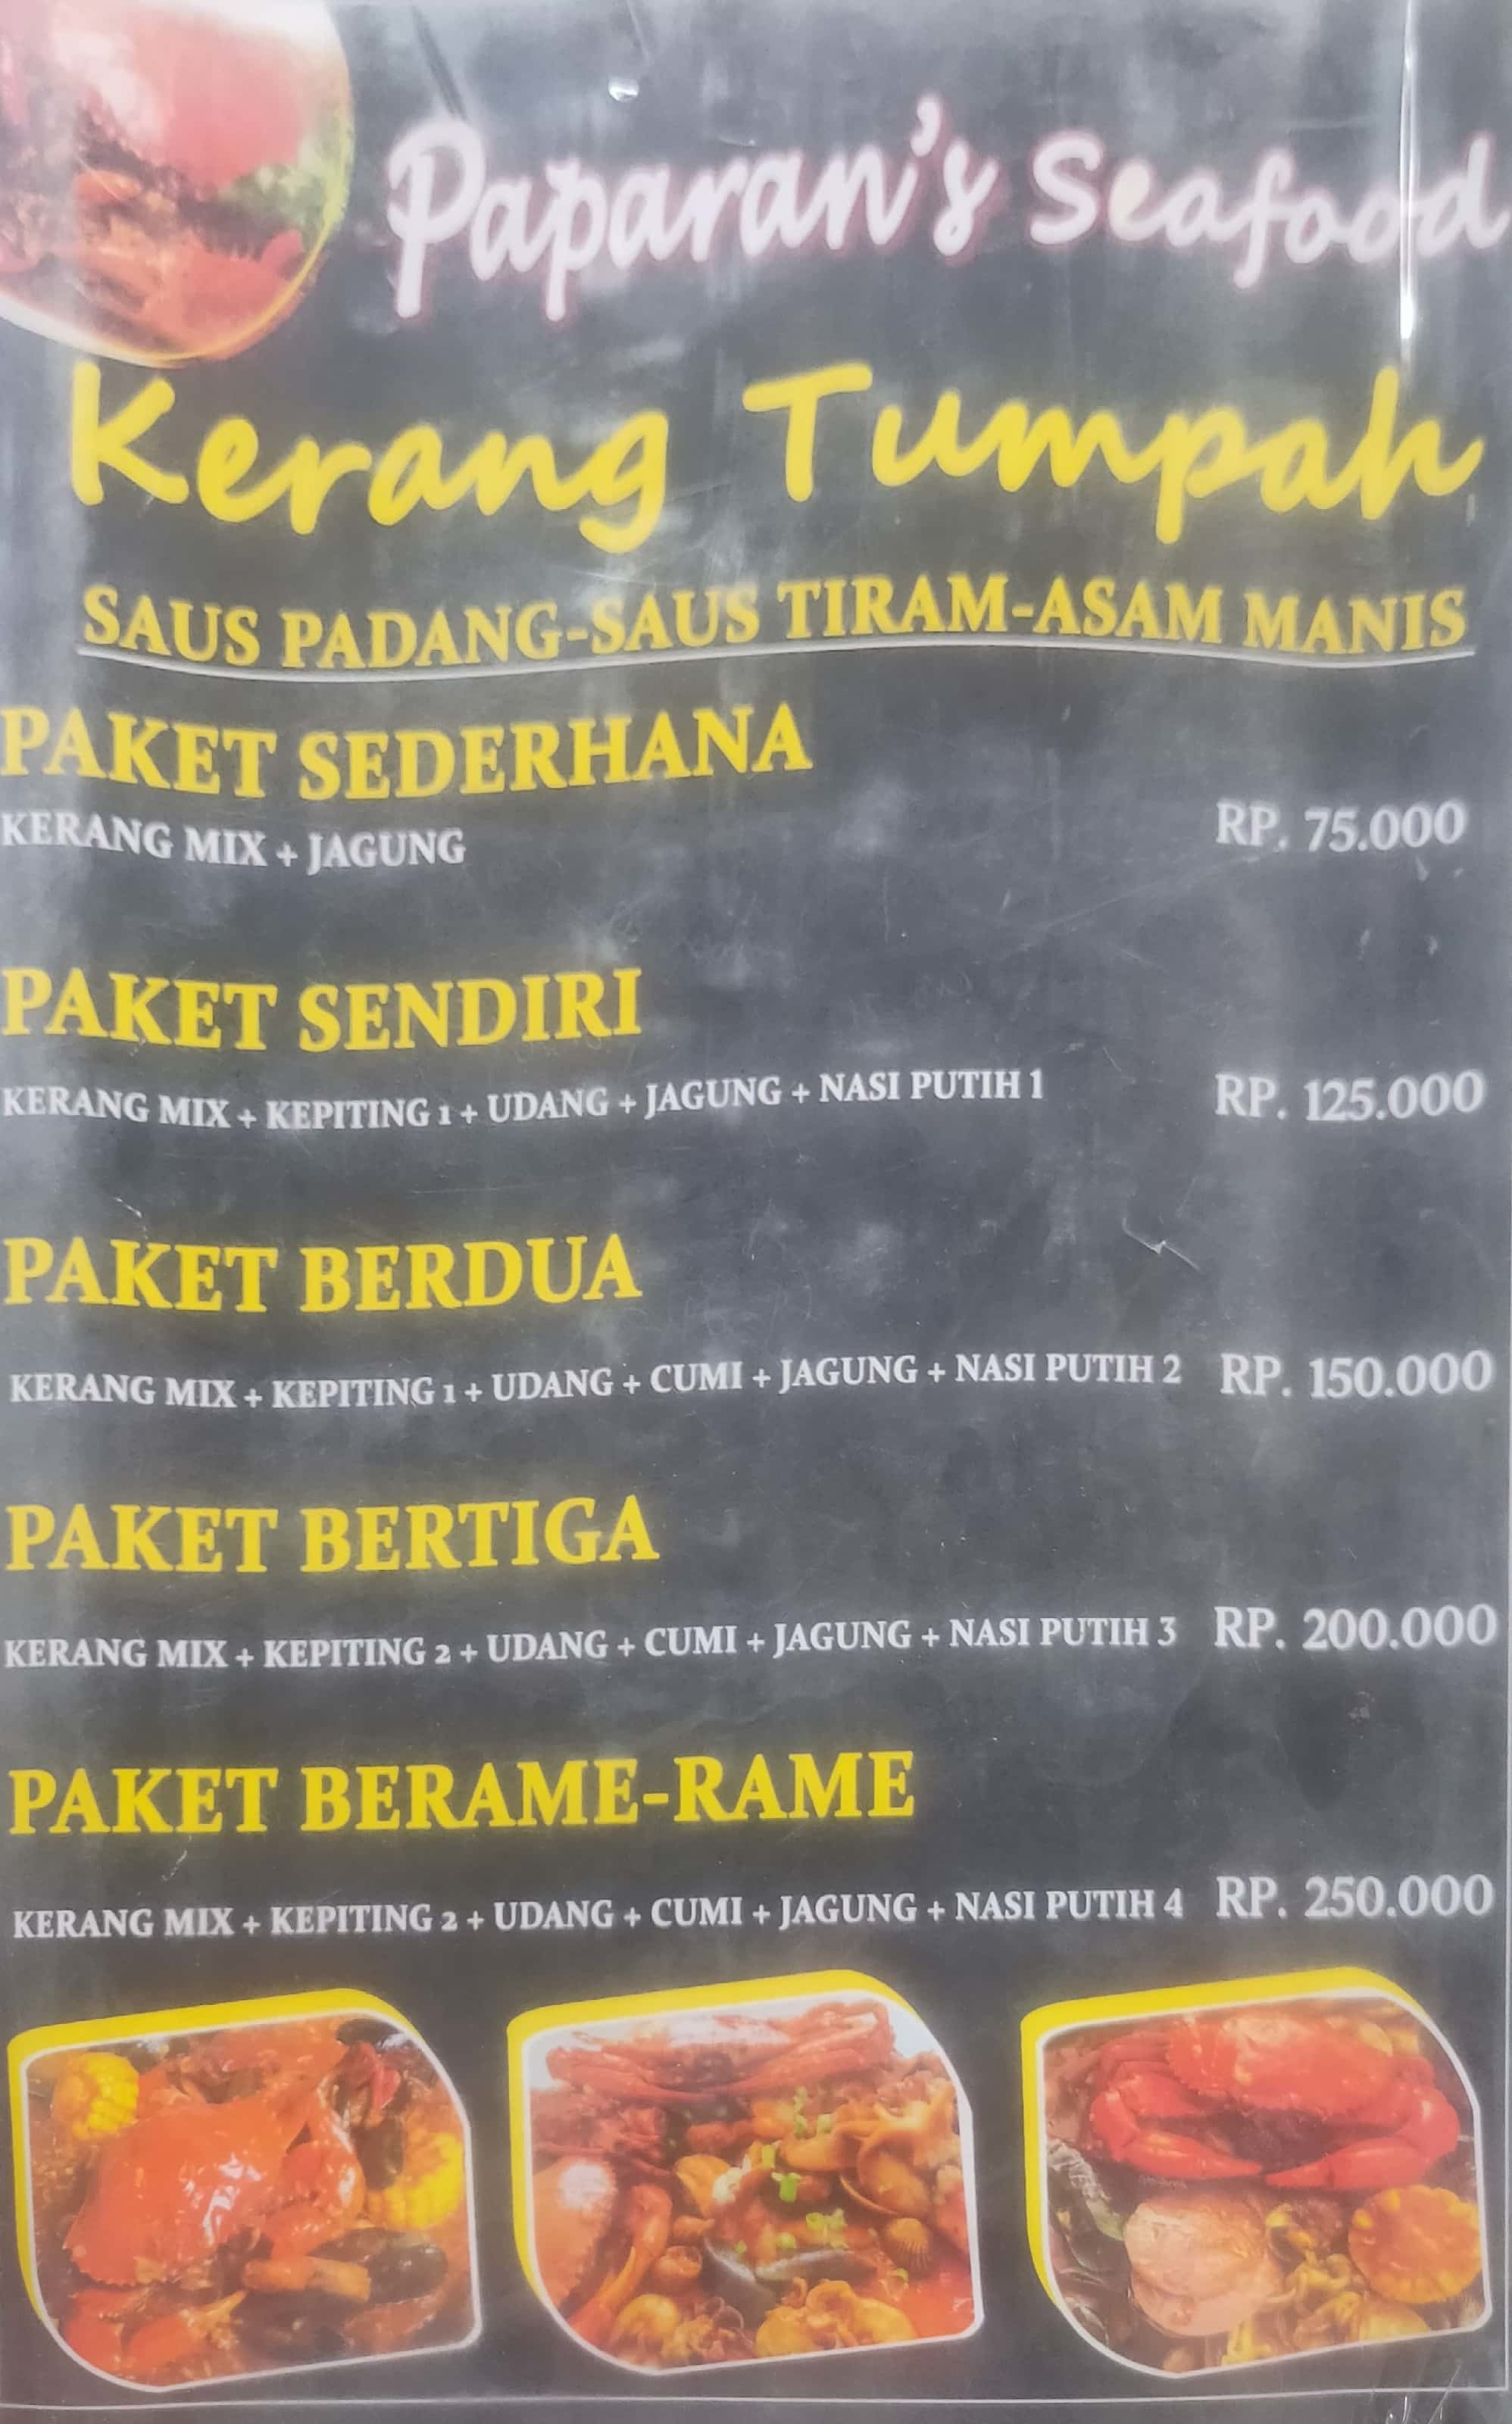 Paparan's Seafood
Kerang Tumpah
SAUS PADANG-SAUS TIRAM-ASAM MANIS
PAKET SEDERHANA
KERANG MIX + JAGUNG RP. 75.000
PAKET SENDIRI
KERANG MIX + KEPITING 1 + UDANG + JAGUNG + NASI PUTIH 1 RP. 125.000
PAKET BERDUA
KERANG MIX + KEPITING 1 + UDANG + CUMI + JAGUNG + NASI PUTIH 2 RP. 150.000
PAKET BERTIGA
KERANG MIX + KEPITING 2 + UDANG + CUMI + JAGUNG + NASI PUTIH 3 RP. 200.000
PAKET BERAME-RAME
KERANG MIX + KEPITING 2 + UDANG + CUMI + JAGUNG + NASI PUTIH 4 RP. 250.000